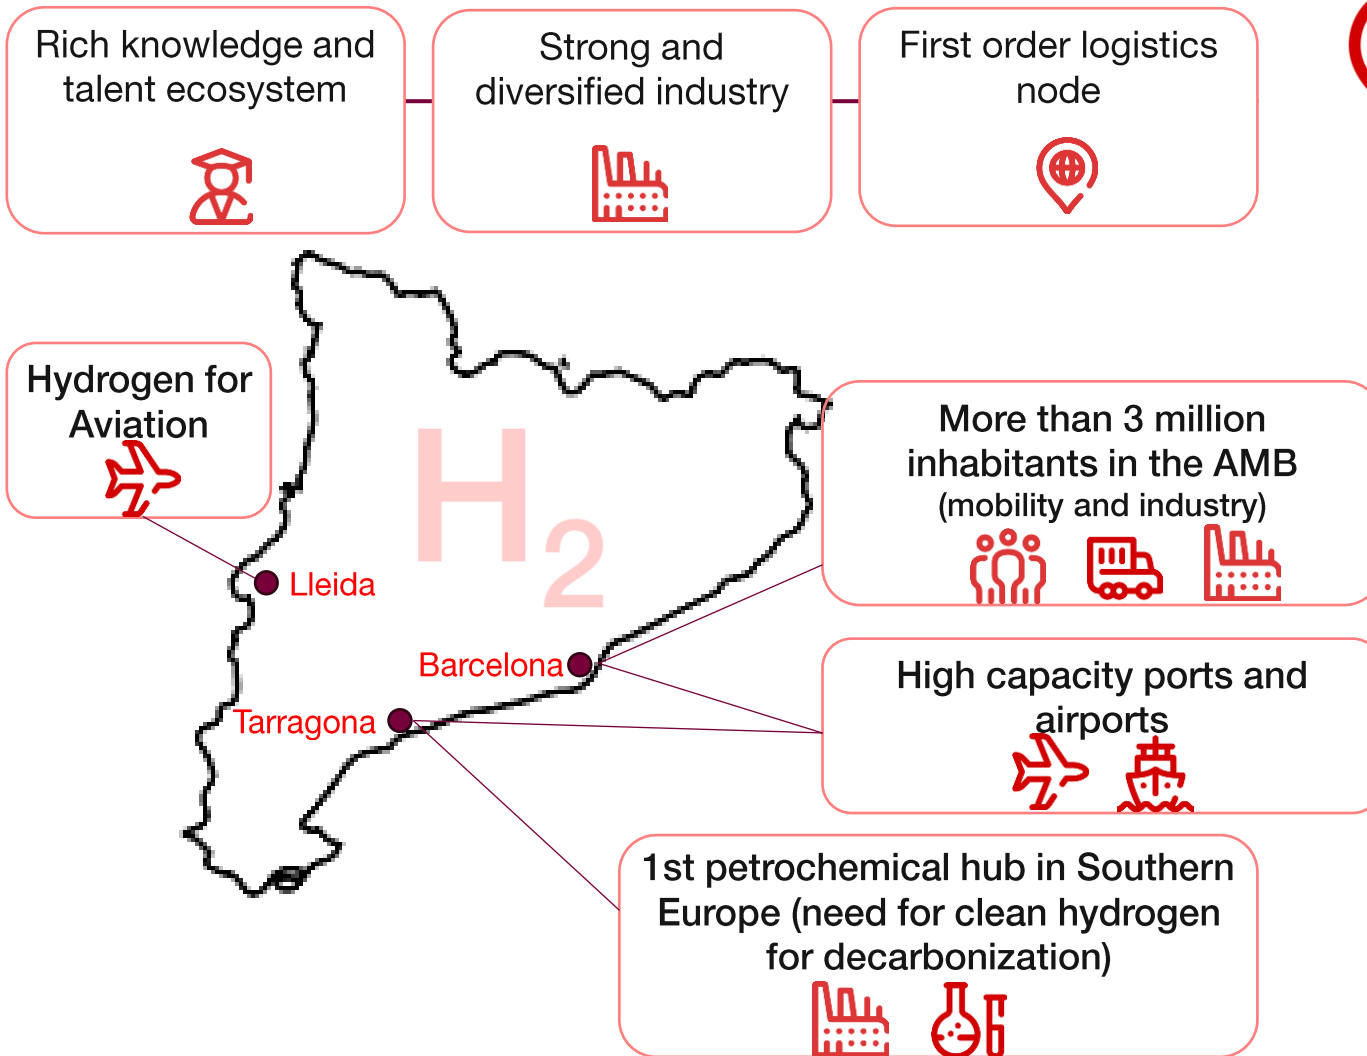 Rich knowledge and
talent ecosystem
Strong and
diversified industry
First order logistics
node
Hydrogen for
Aviation
H2
More than 3 million
inhabitants in the AMB
(mobility and industry)
Lleida
Barcelona
High capacity ports and
airports
Tarragona
1st petrochemical hub in Southern
Europe (need for clean hydrogen
for decarbonization)